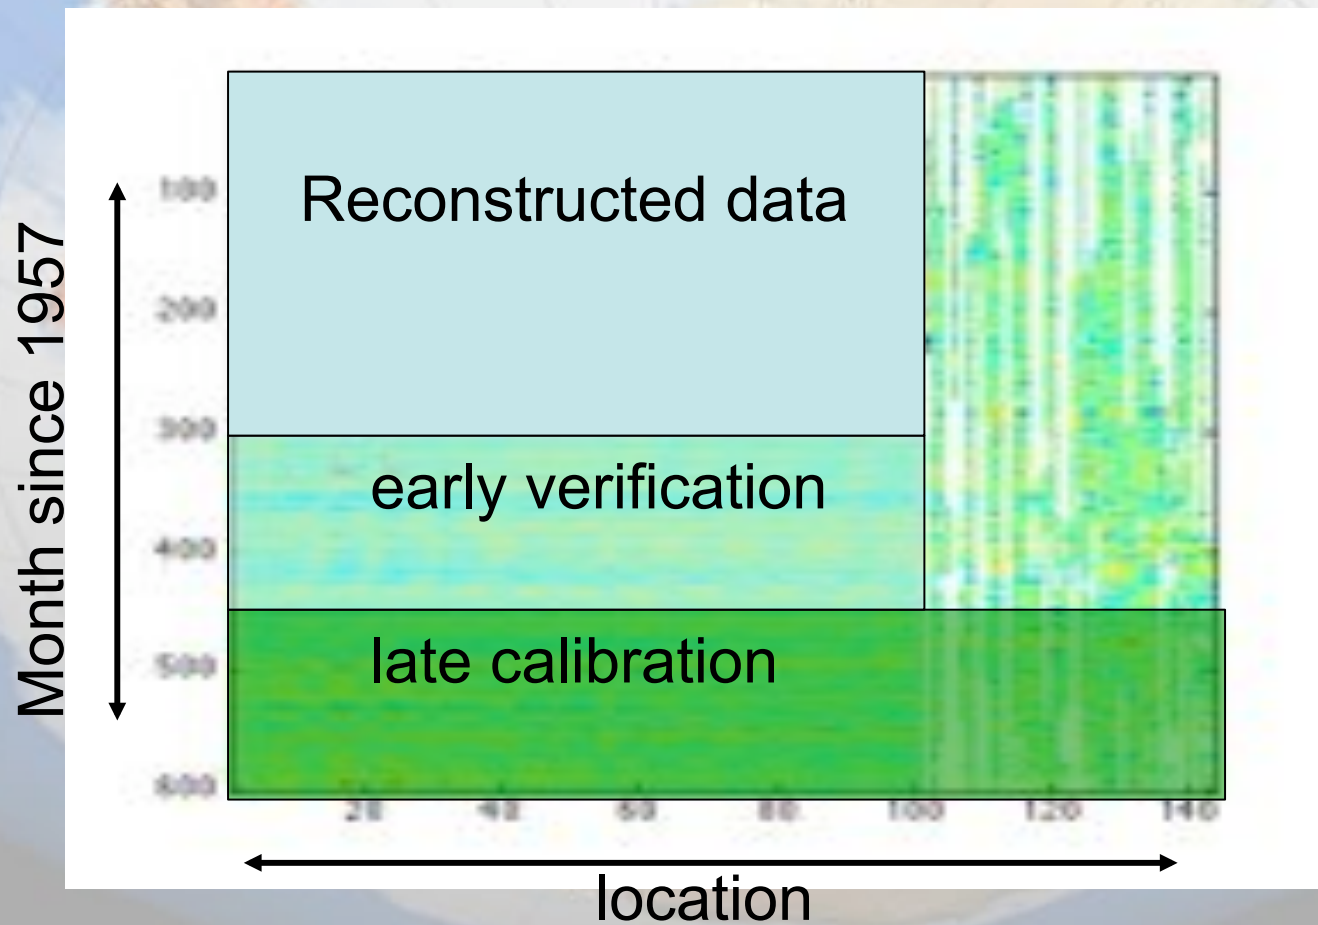 Reconstructed data
100
200
300
early verification
400
late calibration
500
600
20
40
60
80
100
120
140
Month since 1957
location